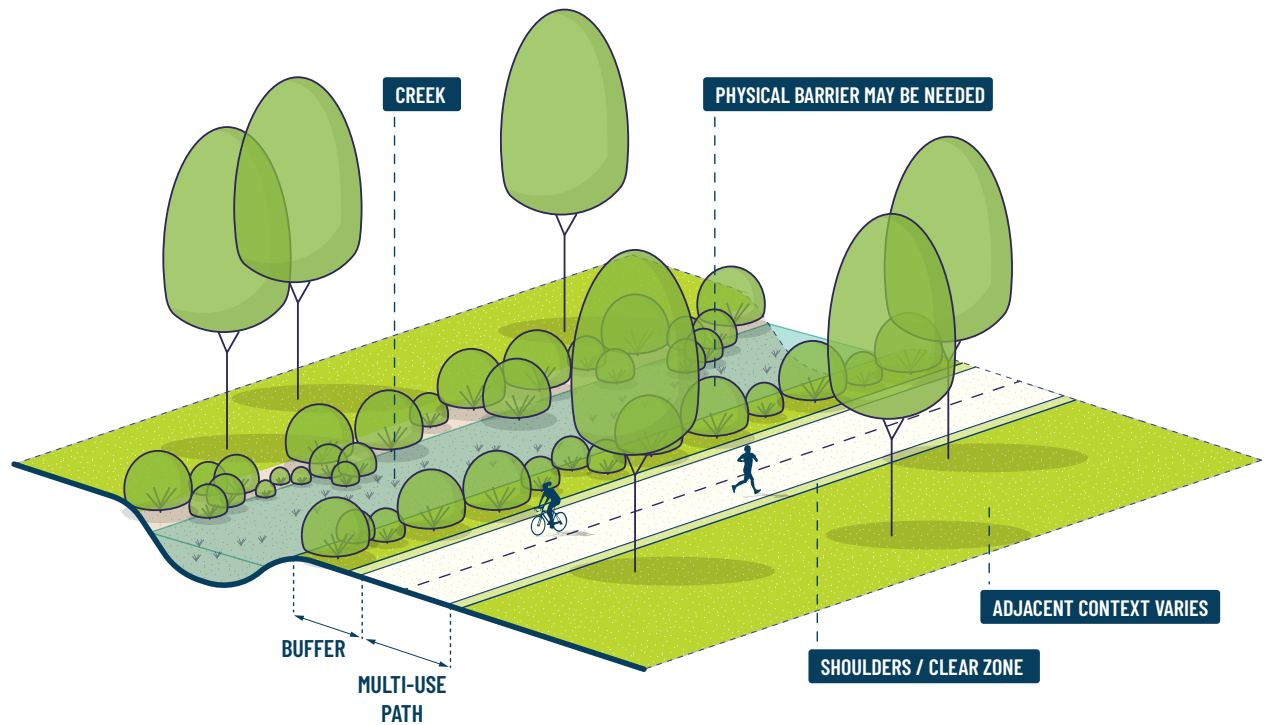 CREEK
PHYSICAL BARRIER MAY BE NEEDED
ADJACENT CONTEXT VARIES
BUFFER
SHOULDERS / CLEAR ZONE
MULTI-USE
PATH